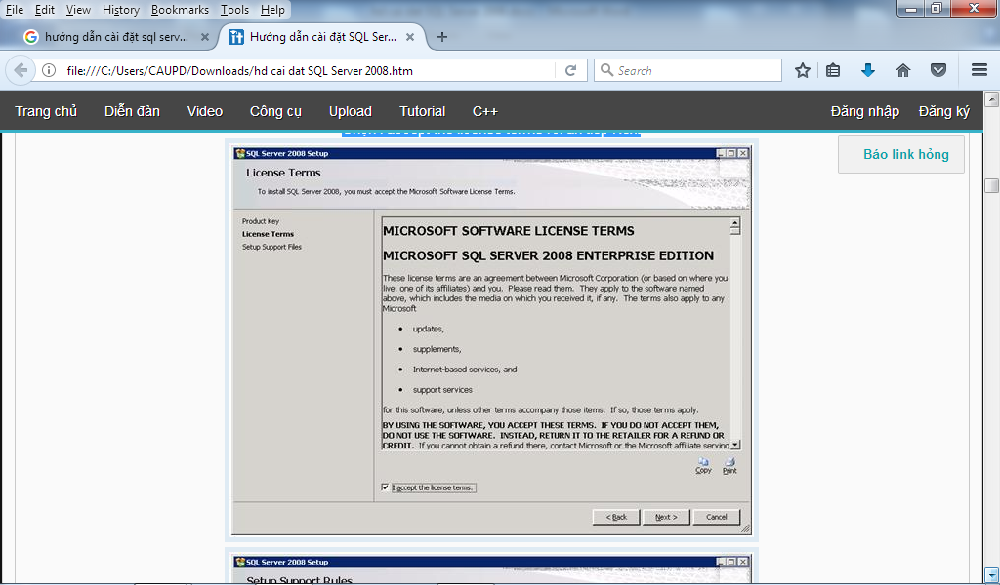 File Edit View History Bookmarks Tools Help
hướng dẫn cài đặt sql serv...
Hướng dẫn cài đặt SQL Ser...
file:///C:/Users/CAUPD/Downloads/hd cai dat SQL Server 2008.htm
Search
Trang chủ Diễn đàn Video Công cụ Upload Tutorial C++ Đăng nhập Đăng ký
Báo link hỏng
SQL Server 2008 Setup
License Terms
To install SQL Server 2008, you must accept the Microsoft Software License Terms.
Product Key
License Terms
Setup Support Files
MICROSOFT SOFTWARE LICENSE TERMS
MICROSOFT SQL SERVER 2008 ENTERPRISE EDITION
These license terms are an agreement between Microsoft Corporation (or based on where you
live, one of its affiliates) and you. Please read them. They apply to the software named
above, which includes the media on which you received it, if any. The terms also apply to any
Microsoft
• updates,
• supplements,
• Internet-based services, and
• support services
for this software, unless other terms accompany those items. If so, those terms apply.
BY USING THE SOFTWARE, YOU ACCEPT THESE TERMS. IF YOU DO NOT ACCEPT THEM,
DO NOT USE THE SOFTWARE. INSTEAD, RETURN IT TO THE RETAILER FOR A REFUND OR
CREDIT. If you cannot obtain a refund there, contact Microsoft or the Microsoft affiliate serving
Copy Print
I accept the license terms.
< Back Next > Cancel
SQL Server 2008 Setup
Setup Support Rules